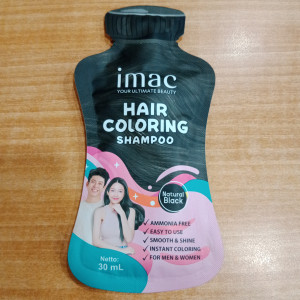 imac
YOUR ULTIMATE BEAUTY
HAIR
COLORING
SHAMPOO
Natural
Black
✓ AMMONIA FREE
✓ EASY TO USE
✓ SMOOTH & SHINE
✓ INSTANT COLORING
✓ FOR MEN & WOMEN
Netto:
30 mL